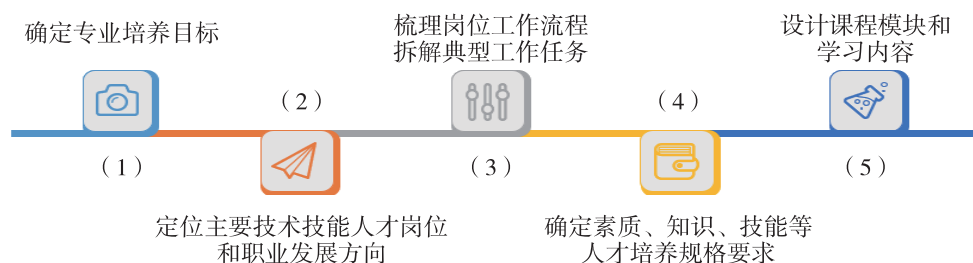 确定专业培养目标
（1）
（2）
定位主要技术技能人才岗位
和职业发展方向
梳理岗位工作流程
拆解典型工作任务
（3）
（4）
确定素质、知识、技能等
人才培养规格要求
设计课程模块和
学习内容
（5）